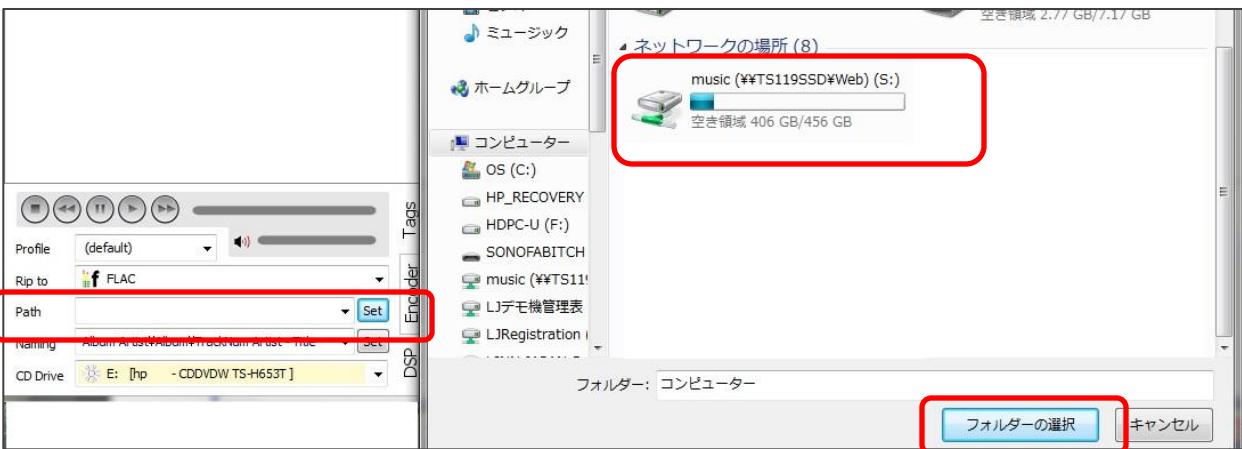 Tags
Encoder
DSP
Profile (default)
Rip to FLAC
Path Set
Naming Set
CD Drive E: [hp - CDDVDW TS-H653T ]
ミュージック
ホームグループ
コンピューター
OS (C:)
HP_RECOVERY
HDPC-U (F:)
SONOFABITCH
music (¥¥TS11
LJデモ機管理表
LJRegistration
空き領域 2.77 GB/7.17 GB
ネットワークの場所 (8)
music (¥¥TS119SSD¥Web) (S:)
空き領域 406 GB/456 GB
フォルダー: コンピューター
フォルダーの選択 キャンセル